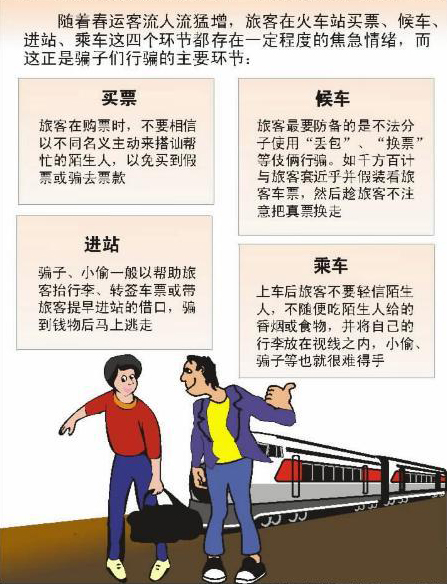 随着春运客流人流猛增，旅客在火车站买票、候车、
进站、乘车这四个环节都存在一定程度的焦急情绪，而
这正是骗子们行骗的主要环节：
买票
旅客在购票时，不要相信
以不同名义主动来搭讪帮
忙的陌生人，以免买到假
票或骗去票款
候车
旅客最要防备的是不法分
子使用“丢包”、“换票”
等伎俩行骗。如千方百计
与旅客套近乎并假装看旅
客车票，然后趁旅客不注
意把真票换走
进站
骗子、小偷一般以帮助旅
客抬行李、转签车票或带
旅客提早进站的借口，骗
到钱物后马上逃走
乘车
上车后旅客不要轻信陌生
人，不随便吃陌生人给的
香烟或食物，并将自己的
行李放在视线之内，小偷、
骗子等也就很难得手